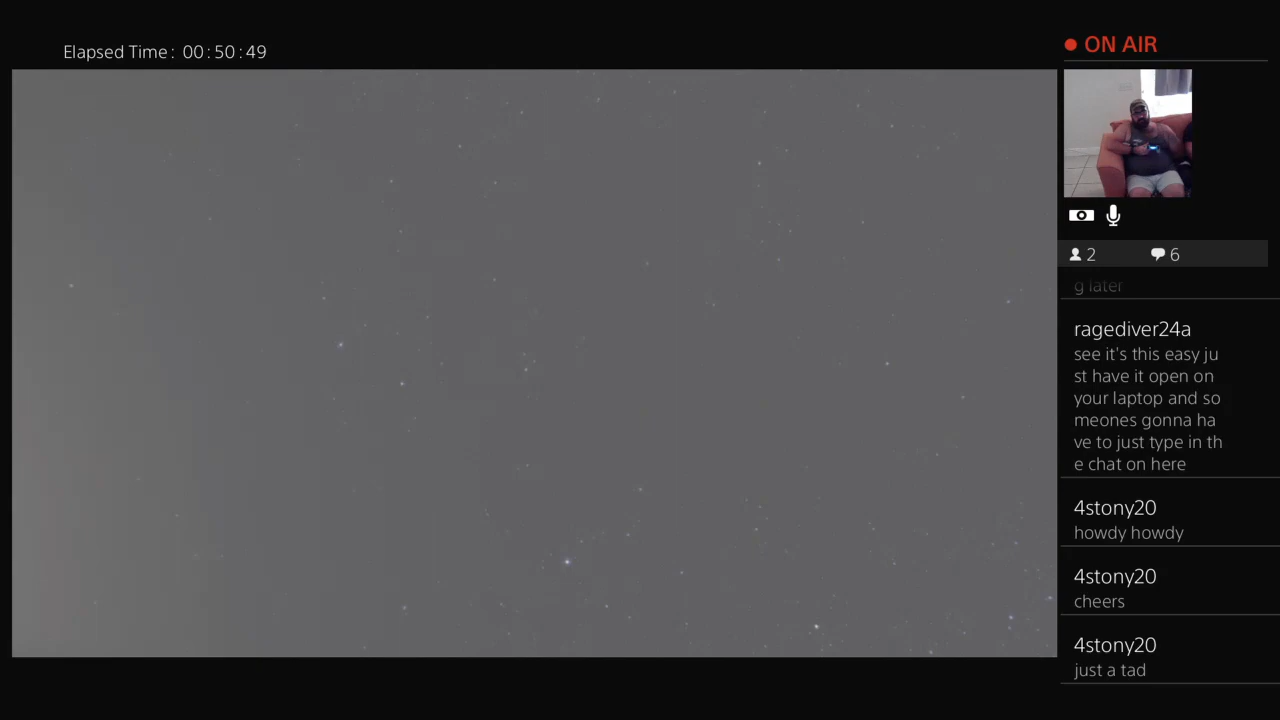 Elapsed Time: 00:50:49
ON AIR
2 6
g later
ragediver24a
see it's this easy ju
st have it open on
your laptop and so
meones gonna ha
ve to just type in th
e chat on here
4stony20
howdy howdy
4stony20
cheers
4stony20
just a tad